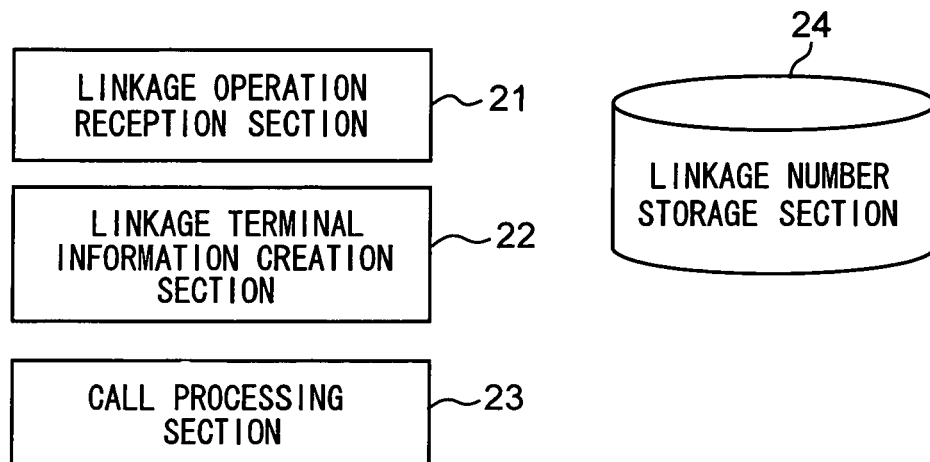 LINKAGE OPERATION
RECEPTION SECTION
21
LINKAGE TERMINAL
INFORMATION CREATION
SECTION
22
CALL PROCESSING
SECTION
23
24
LINKAGE NUMBER
STORAGE SECTION